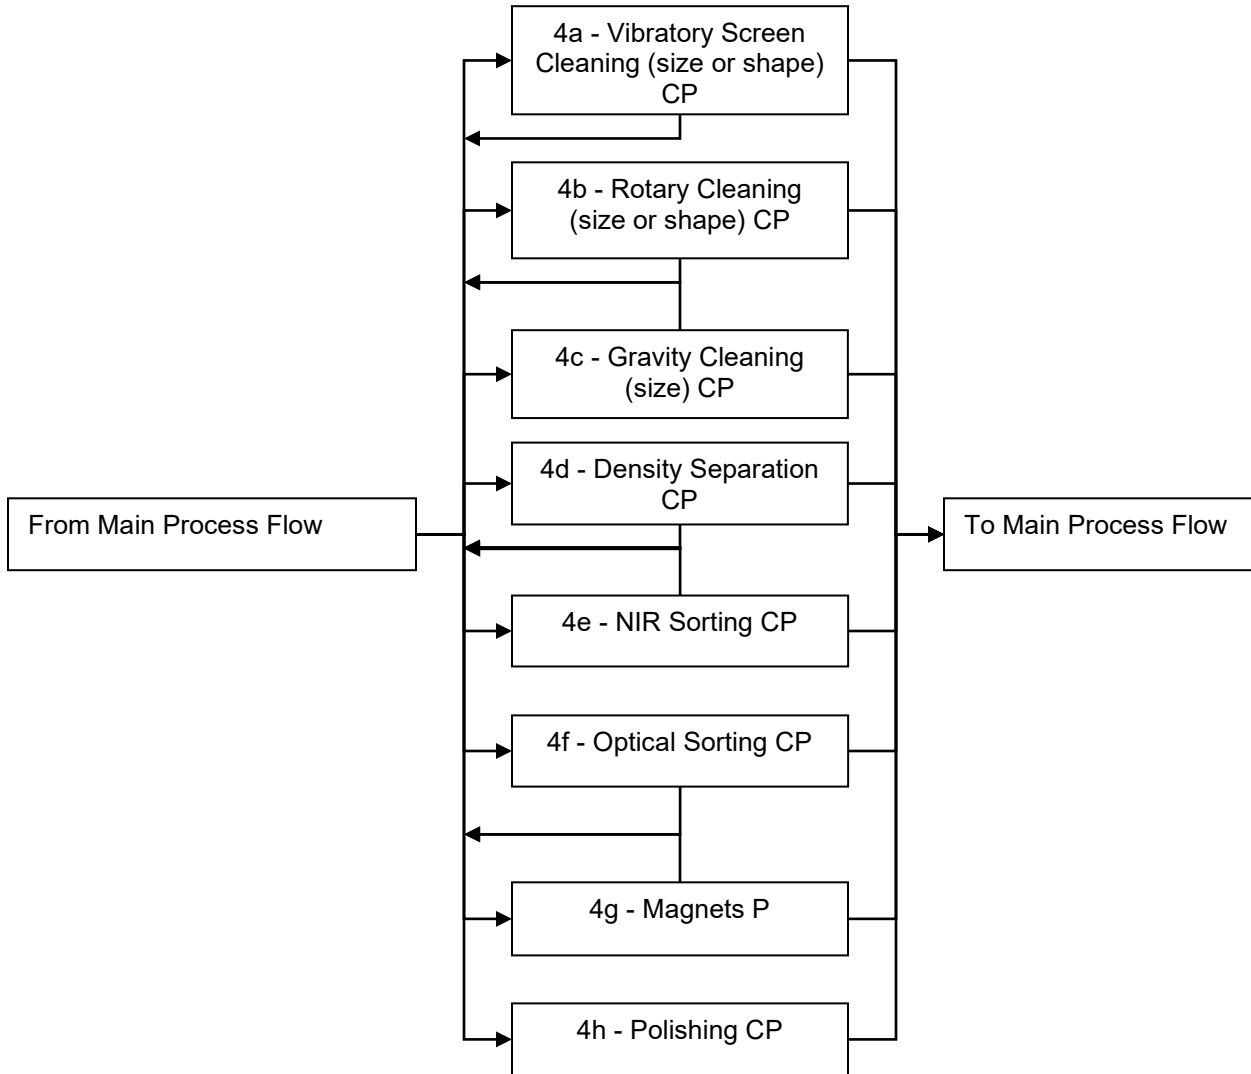 4a - Vibratory Screen
Cleaning (size or shape)
CP
4b - Rotary Cleaning
(size or shape) CP
4c - Gravity Cleaning
(size) CP
4d - Density Separation
CP
From Main Process Flow
To Main Process Flow
4e - NIR Sorting CP
4f - Optical Sorting CP
4g - Magnets P
4h - Polishing CP